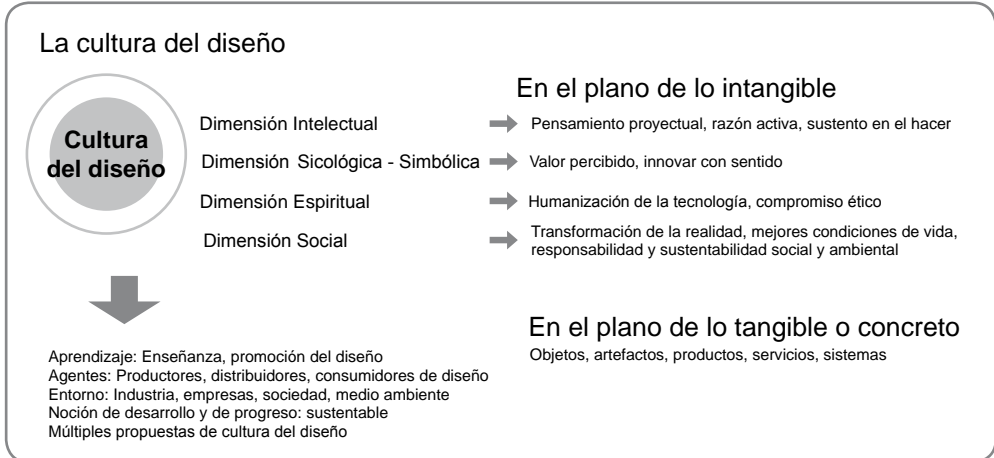 La cultura del diseño
Cultura
del diseño
En el plano de lo intangible
Dimensión Intelectual
Pensamiento proyectual, razón activa, sustento en el hacer
Dimensión Sicológica - Simbólica
Valor percibido, innovar con sentido
Dimensión Espiritual
Humanización de la tecnología, compromiso ético
Dimensión Social
Transformación de la realidad, mejores condiciones de vida,
responsabilidad y sustentabilidad social y ambiental
Aprendizaje: Enseñanza, promoción del diseño
Agentes: Productores, distribuidores, consumidores de diseño
Entorno: Industria, empresas, sociedad, medio ambiente
Noción de desarrollo y de progreso: sustentable
Múltiples propuestas de cultura del diseño
En el plano de lo tangible o concreto
Objetos, artefactos, productos, servicios, sistemas